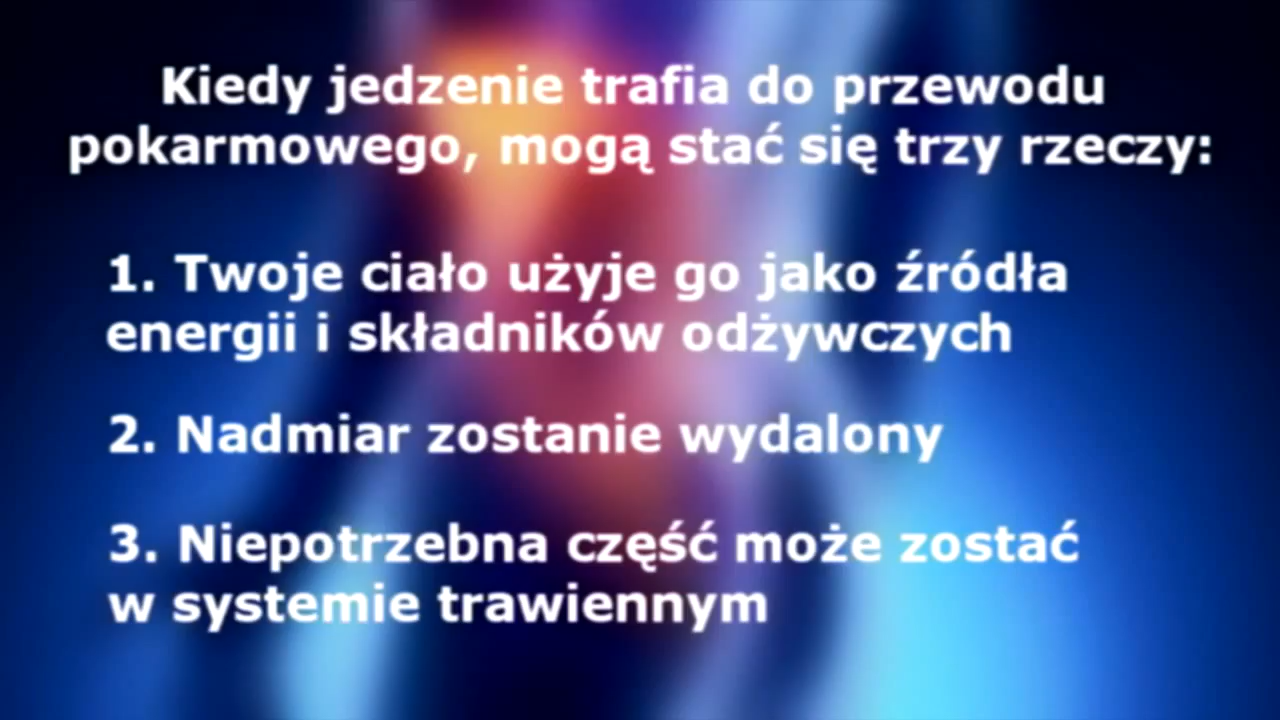 Kiedy jedzenie trafia do przewodu
pokarmowego, mogą stać się trzy rzeczy:
1. Twoje ciało użyje go jako źródła
energii i składników odżywczych
2. Nadmiar zostanie wydalony
3. Niepotrzebna część może zostać
w systemie trawiennym